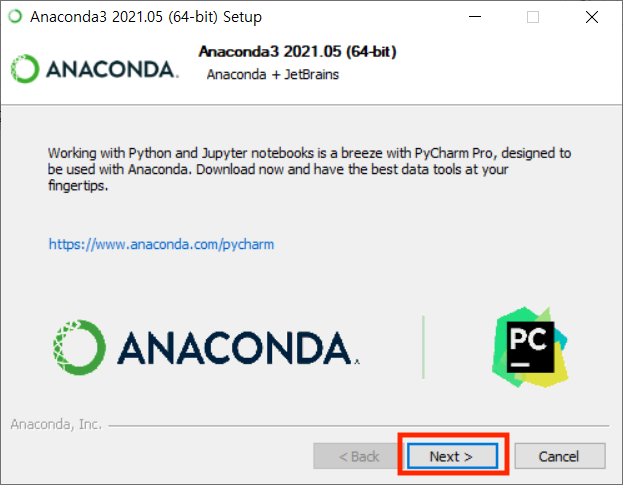 Anaconda3 2021.05 (64-bit) Setup
ANACONDA.
Anaconda3 2021.05 (64-bit)
Anaconda + JetBrains
Working with Python and Jupyter notebooks is a breeze with PyCharm Pro, designed to
be used with Anaconda. Download now and have the best data tools at your
fingertips.
https://www.anaconda.com/pycharm
ANACONDA.
PC
Anaconda, Inc.
< Back
Next >
Cancel